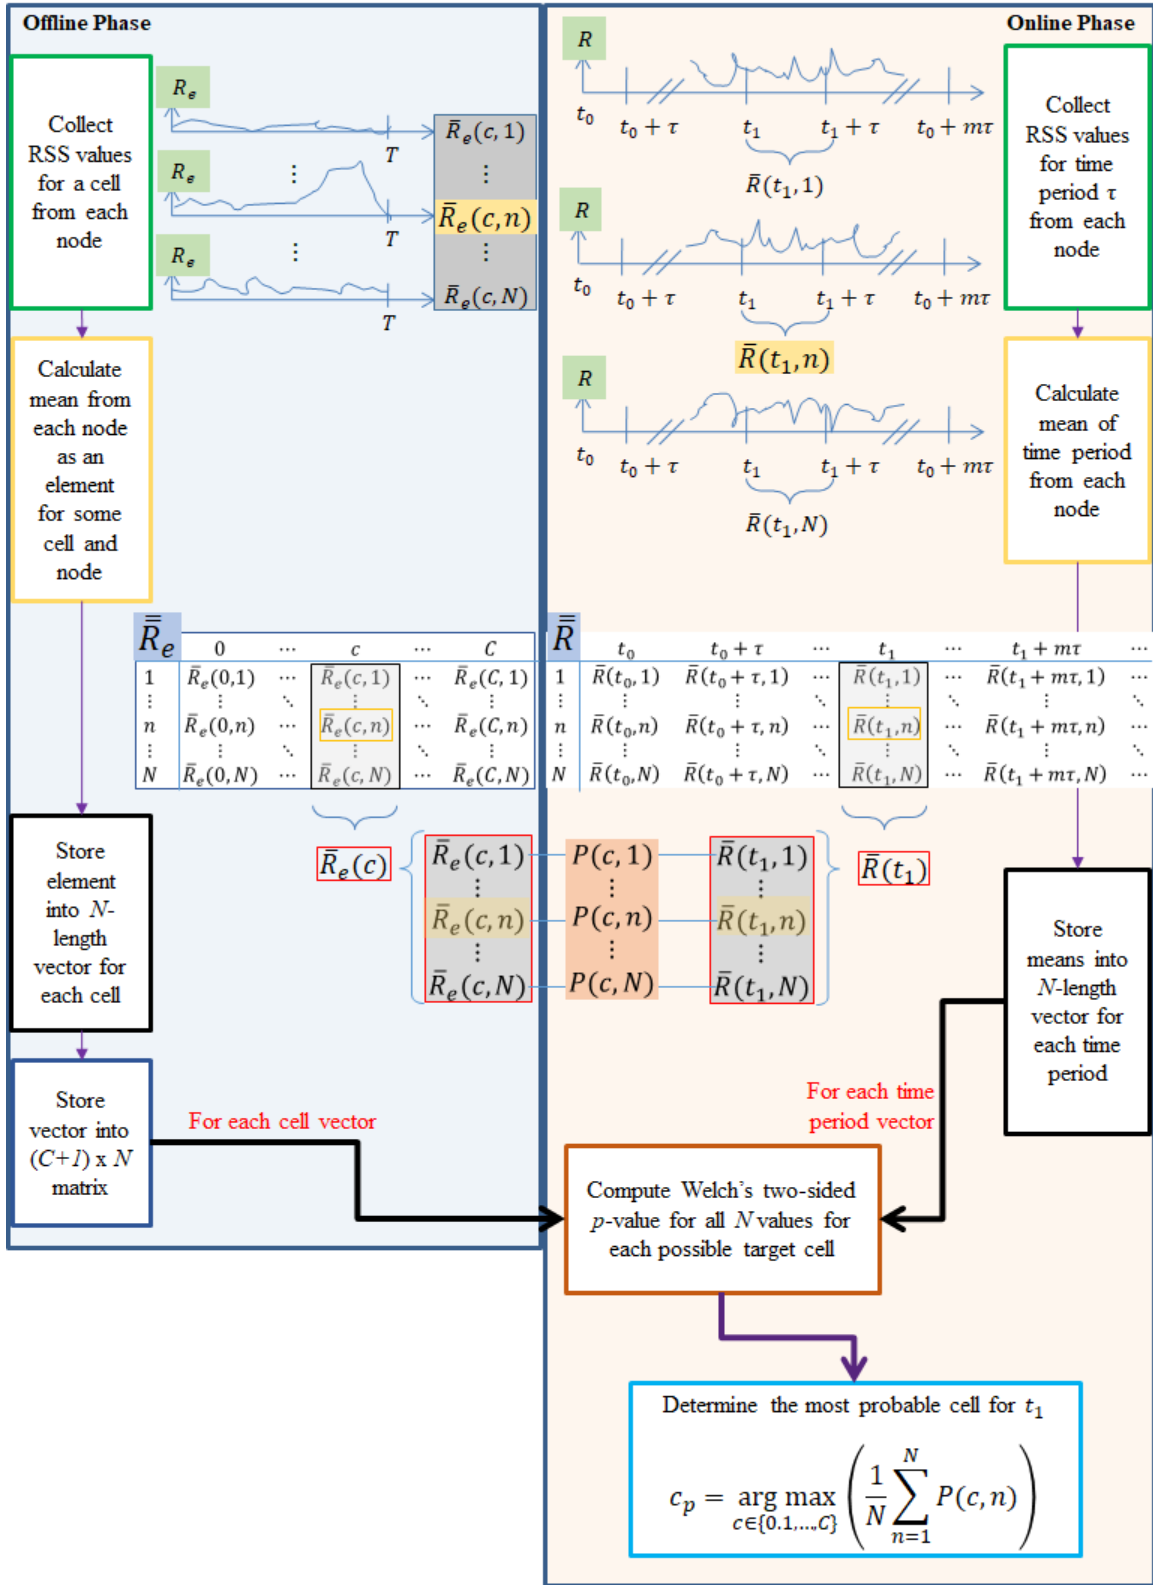 Offline Phase
Collect
RSS values
for a cell
from each
node
R_e
T
R_e
⋮
T
R_e
⋮
T
R̄_e(c, 1)
⋮
R̄_e(c, n)
⋮
R̄_e(c, N)
Calculate
mean from
each node
as an
element
for some
cell and
node
Online Phase
R
t_0 t_0 + τ t_1 t_1 + τ t_0 + mτ
R̄(t_1, 1)
R
t_0 t_0 + τ t_1 t_1 + τ t_0 + mτ
R̄(t_1, n)
R
t_0 t_0 + τ t_1 t_1 + τ t_0 + mτ
R̄(t_1, N)
Collect
RSS values
for time
period τ
from each
node
Calculate
mean of
time period
from each
node
R̿_e 0 ⋯ c ⋯ C
1 R̄_e(0,1) ⋯ R̄_e(c, 1) ⋯ R̄_e(C, 1)
⋮ ⋮ ⋱ ⋮ ⋱ ⋮
n R̄_e(0, n) ⋯ R̄_e(c, n) ⋯ R̄_e(C, n)
⋮ ⋮ ⋱ ⋮ ⋱ ⋮
N R̄_e(0, N) ⋯ R̄_e(c, N) ⋯ R̄_e(C, N)
R̿ t_0 t_0 + τ ⋯ t_1 ⋯ t_1 + mτ ⋯
1 R̄(t_0, 1) R̄(t_0 + τ, 1) ⋯ R̄(t_1, 1) ⋯ R̄(t_1 + mτ, 1) ⋯
⋮ ⋮ ⋮ ⋱ ⋮ ⋱ ⋮ ⋱
n R̄(t_0, n) R̄(t_0 + τ, n) ⋯ R̄(t_1, n) ⋯ R̄(t_1 + mτ, n) ⋯
⋮ ⋮ ⋮ ⋱ ⋮ ⋱ ⋮ ⋱
N R̄(t_0, N) R̄(t_0 + τ, N) ⋯ R̄(t_1, N) ⋯ R̄(t_1 + mτ, N) ⋯
R̄_e(c)
R̄_e(c, 1) P(c, 1) R̄(t_1, 1)
⋮ ⋮ ⋮
R̄_e(c, n) P(c, n) R̄(t_1, n)
⋮ ⋮ ⋮
R̄_e(c, N) P(c, N) R̄(t_1, N)
R̄(t_1)
Store
element
into N-
length
vector for
each cell
Store
vector into
(C+1) x N
matrix
For each cell vector
Store
means into
N-length
vector for
each time
period
For each time
period vector
Compute Welch's two-sided
p-value for all N values for
each possible target cell
Determine the most probable cell for t_1
c_p = arg max_{c∈{0.1,…,C}} (1/N ∑_{n=1}^{N} P(c, n))